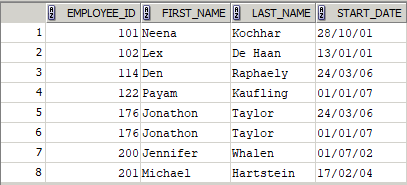 EMPLOYEE_ID FIRST_NAME LAST_NAME START_DATE
1 101 Neena Kochhar 28/10/01
2 102 Lex De Haan 13/01/01
3 114 Den Raphaely 24/03/06
4 122 Payam Kaufling 01/01/07
5 176 Jonathon Taylor 24/03/06
6 176 Jonathon Taylor 01/01/07
7 200 Jennifer Whalen 01/07/02
8 201 Michael Hartstein 17/02/04